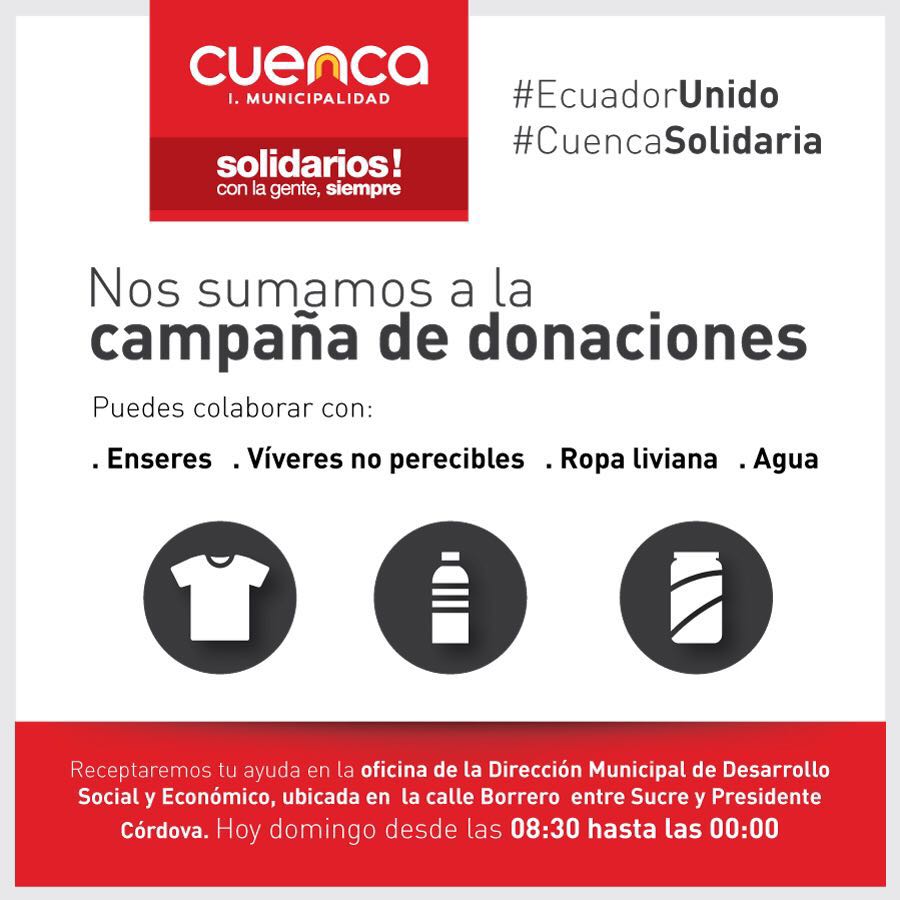 cuenca
I. MUNICIPALIDAD
solidarios!
con la gente, siempre
#EcuadorUnido
#CuencaSolidaria
Nos sumamos a la
campaña de donaciones
Puedes colaborar con:
. Enseres . Víveres no perecibles . Ropa liviana . Agua
Receptaremos tu ayuda en la oficina de la Dirección Municipal de Desarrollo
Social y Económico, ubicada en la calle Borrero entre Sucre y Presidente
Córdova. Hoy domingo desde las 08:30 hasta las 00:00